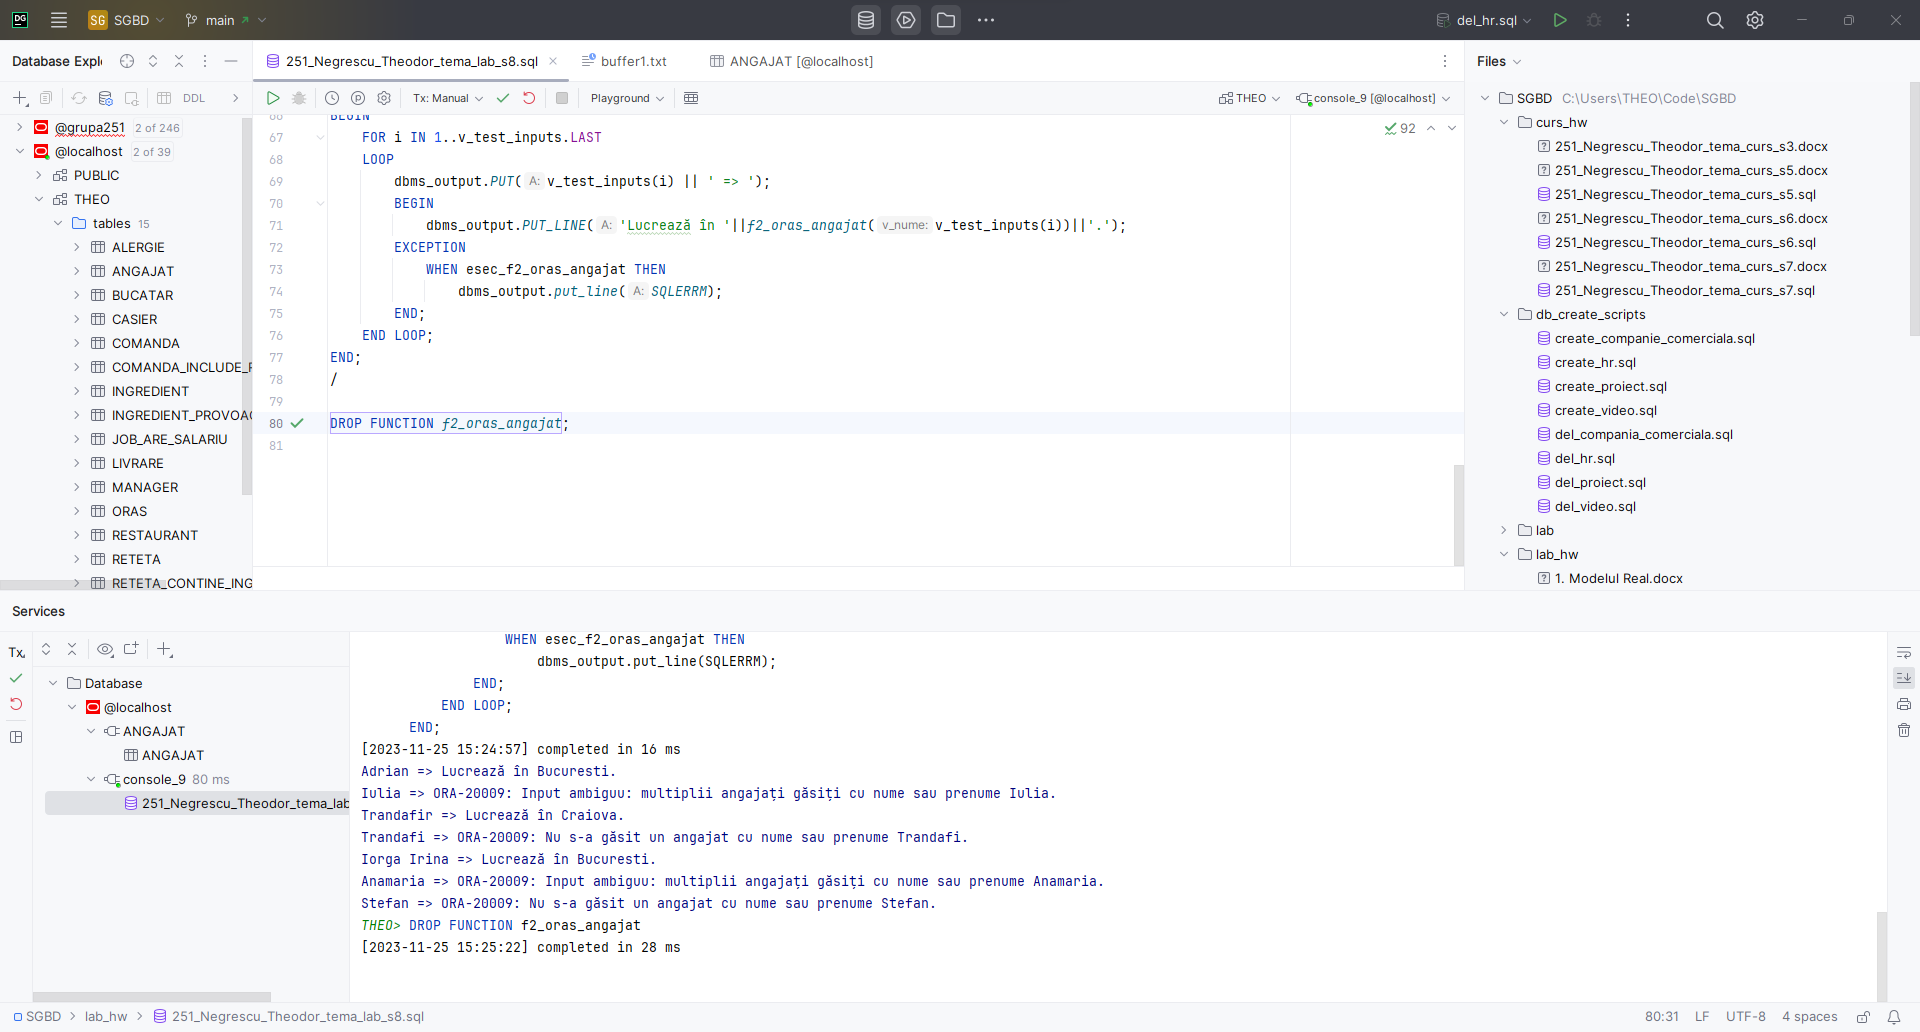 DG SG SGBD main del_hr.sql
Database Explo
251_Negrescu_Theodor_tema_lab_s8.sql buffer1.txt ANGAJAT [@localhost]
Files
DDL
Tx: Manual Playground THEO console_9 [@localhost]
@grupa251 2 of 246
@localhost 2 of 39
PUBLIC
THEO
tables 15
ALERGIE
ANGAJAT
BUCATAR
CASIER
COMANDA
COMANDA_INCLUDE_
INGREDIENT
INGREDIENT_PROVOA
JOB_ARE_SALARIU
LIVRARE
MANAGER
ORAS
RESTAURANT
RETETA
RETETA_CONTINE_ING
92
66 BEGIN
67 FOR i IN 1..v_test_inputs.LAST
68 LOOP
69 dbms_output.PUT( A: v_test_inputs(i) || ' => ');
70 BEGIN
71 dbms_output.PUT_LINE( A: 'Lucrează în '||f2_oras_angajat( v_nume: v_test_inputs(i))||'.');
72 EXCEPTION
73 WHEN esec_f2_oras_angajat THEN
74 dbms_output.put_line( A: SQLERRM);
75 END;
76 END LOOP;
77 END;
78 /
79
80 DROP FUNCTION f2_oras_angajat;
81
SGBD C:\Users\THEO\Code\SGBD
curs_hw
251_Negrescu_Theodor_tema_curs_s3.docx
251_Negrescu_Theodor_tema_curs_s5.docx
251_Negrescu_Theodor_tema_curs_s5.sql
251_Negrescu_Theodor_tema_curs_s6.docx
251_Negrescu_Theodor_tema_curs_s6.sql
251_Negrescu_Theodor_tema_curs_s7.docx
251_Negrescu_Theodor_tema_curs_s7.sql
db_create_scripts
create_companie_comerciala.sql
create_hr.sql
create_proiect.sql
create_video.sql
del_compania_comerciala.sql
del_hr.sql
del_proiect.sql
del_video.sql
lab
lab_hw
1. Modelul Real.docx
Services
Tx
Database
@localhost
ANGAJAT
ANGAJAT
console_9 80 ms
251_Negrescu_Theodor_tema_lab
WHEN esec_f2_oras_angajat THEN
dbms_output.put_line(SQLERRM);
END;
END LOOP;
END;
[2023-11-25 15:24:57] completed in 16 ms
Adrian => Lucrează în Bucuresti.
Iulia => ORA-20009: Input ambiguu: multiplii angajați găsiți cu nume sau prenume Iulia.
Trandafir => Lucrează în Craiova.
Trandafi => ORA-20009: Nu s-a găsit un angajat cu nume sau prenume Trandafi.
Iorga Irina => Lucrează în Bucuresti.
Anamaria => ORA-20009: Input ambiguu: multiplii angajați găsiți cu nume sau prenume Anamaria.
Stefan => ORA-20009: Nu s-a găsit un angajat cu nume sau prenume Stefan.
THEO> DROP FUNCTION f2_oras_angajat
[2023-11-25 15:25:22] completed in 28 ms
SGBD > lab_hw > 251_Negrescu_Theodor_tema_lab_s8.sql
80:31 LF UTF-8 4 spaces